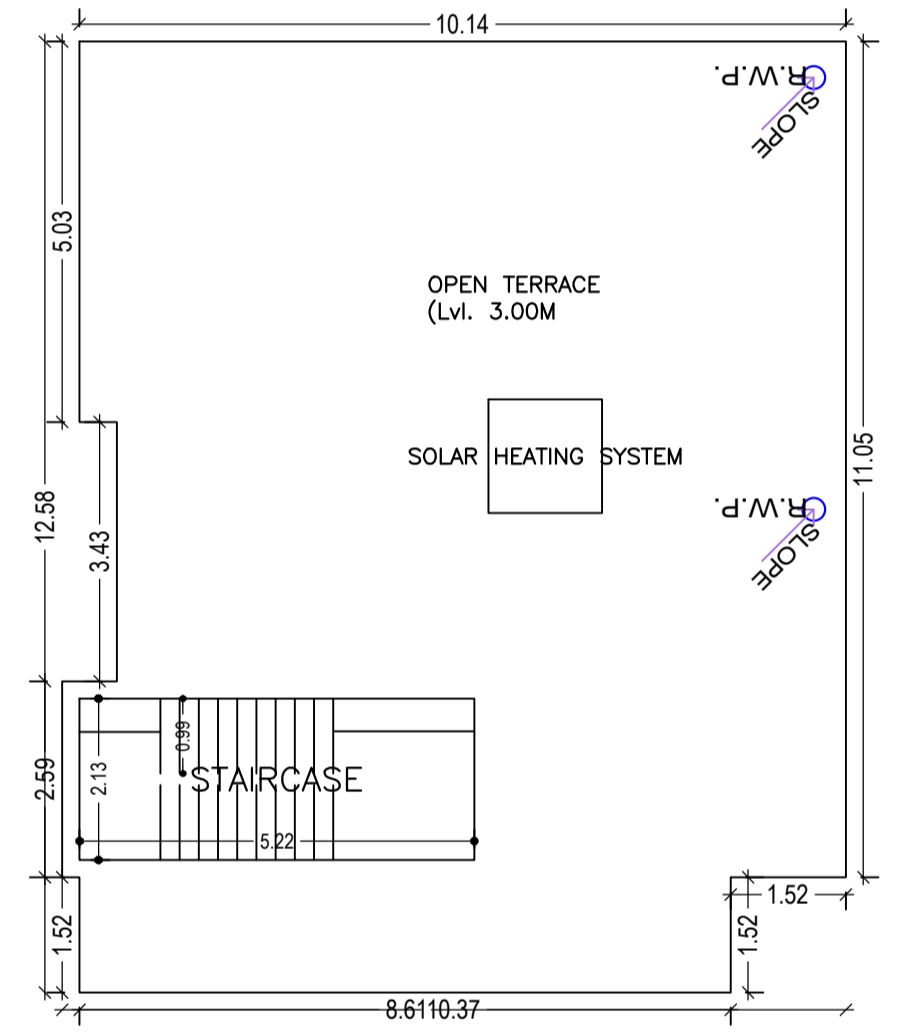 10.14
R.W.P.
SLOPE
5.03
OPEN TERRACE
(Lvl. 3.00M
SOLAR HEATING SYSTEM
11.05
12.58
3.43
R.W.P.
SLOPE
0.99
2.59
2.13
STAIRCASE
5.22
1.52
1.52
1.52
8.6110.37